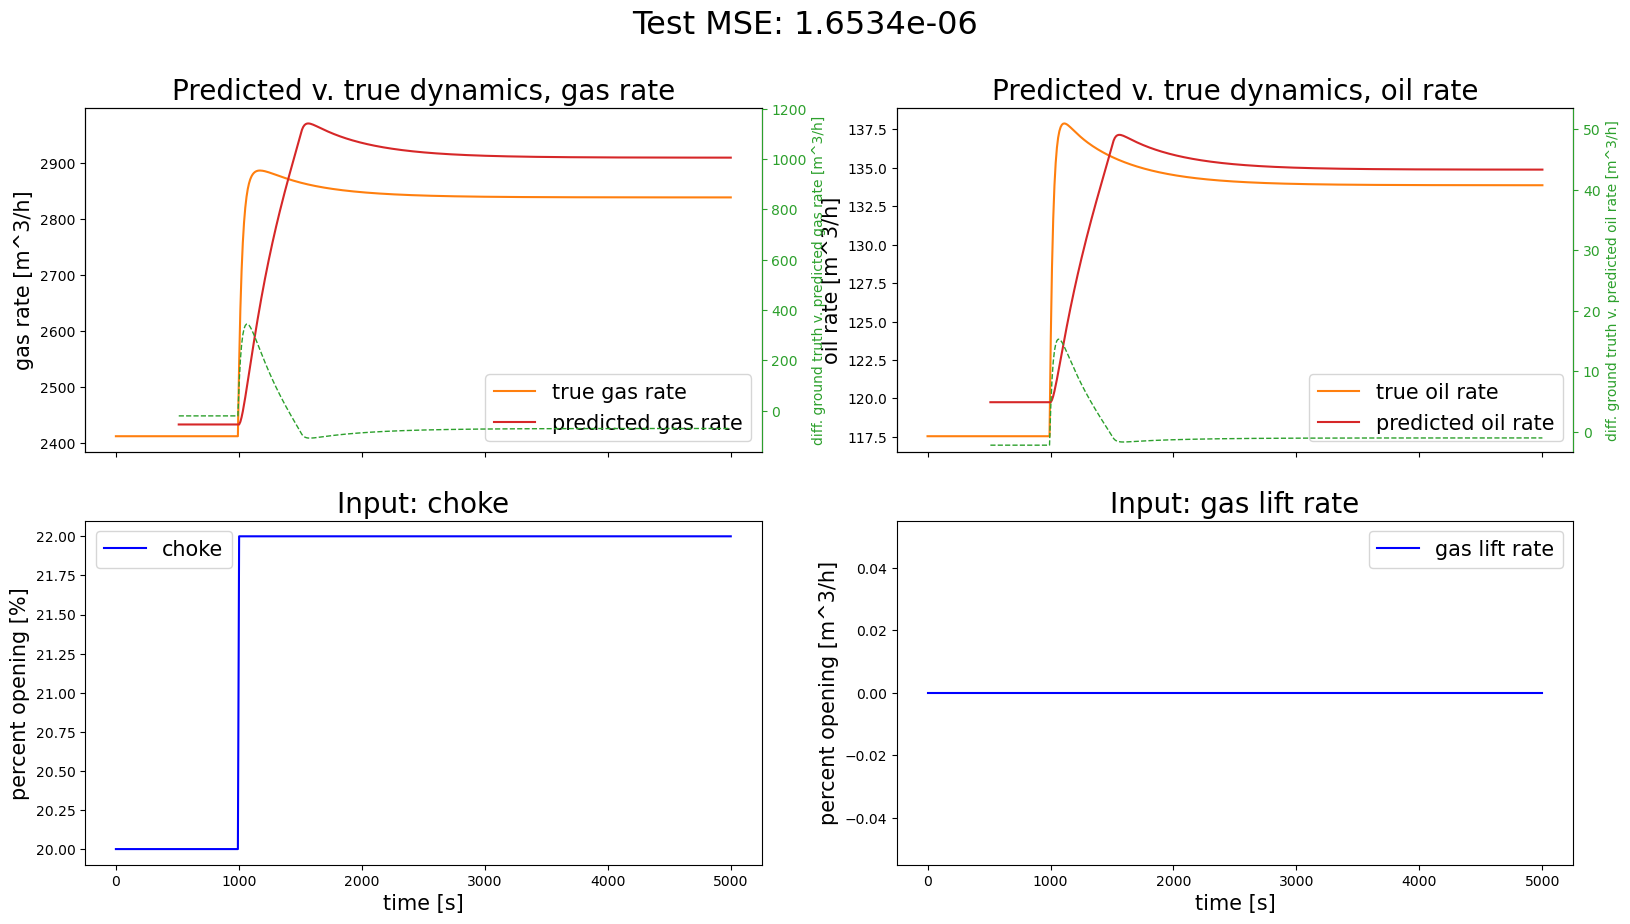 Test MSE: 1.6534e-06
Predicted v. true dynamics, gas rate
gas rate [m^3/h]
2900
2800
2700
2600
2500
2400
1200
1000
800
600
400
200
0
diff. ground truth v. predicted gas rate [m^3/h]
true gas rate
predicted gas rate
Predicted v. true dynamics, oil rate
oil rate [m^3/h]
137.5
135.0
132.5
130.0
127.5
125.0
122.5
120.0
117.5
50
40
30
20
10
0
diff. ground truth v. predicted oil rate [m^3/h]
true oil rate
predicted oil rate
Input: choke
percent opening [%]
22.00
21.75
21.50
21.25
21.00
20.75
20.50
20.25
20.00
choke
0 1000 2000 3000 4000 5000
time [s]
Input: gas lift rate
percent opening [m^3/h]
0.04
0.02
0.00
−0.02
−0.04
gas lift rate
0 1000 2000 3000 4000 5000
time [s]